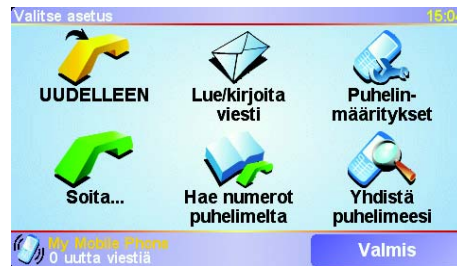 Valitse asetus 15:04
UUDELLEEN
Lue/kirjoita
viesti
Puhelin-
määritykset
Soita...
Hae numerot
puhelimelta
Yhdistä
puhelimeesi
My Mobile Phone
0 uutta viestiä
Valmis